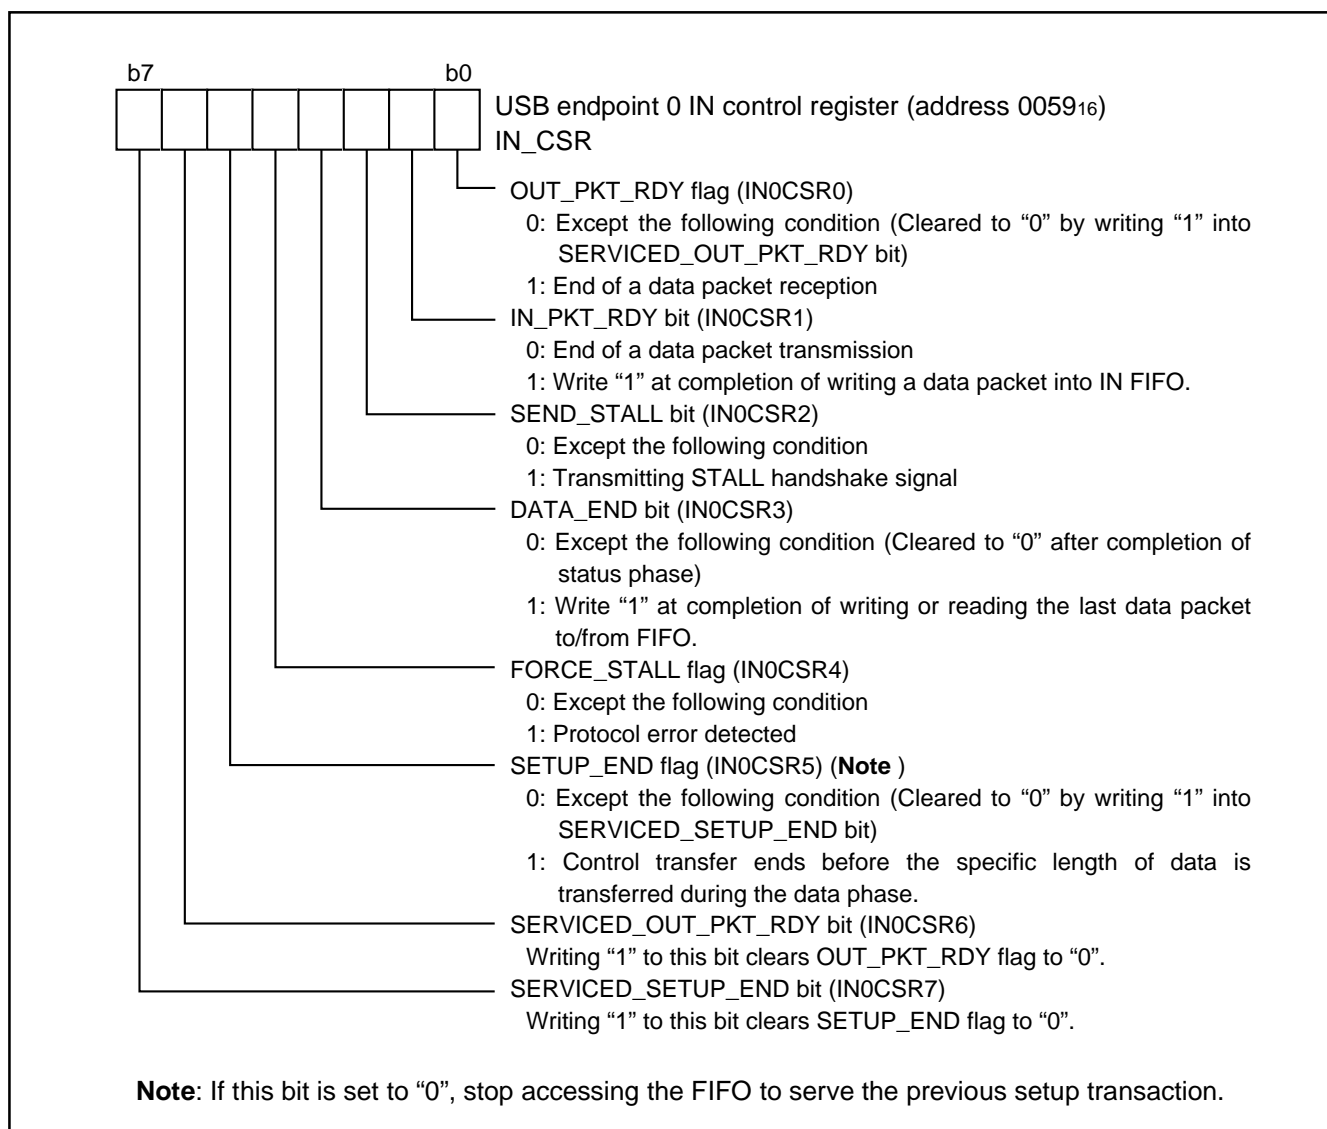 b7 b0
USB endpoint 0 IN control register (address 0059₁₆)
IN_CSR
OUT_PKT_RDY flag (IN0CSR0)
0: Except the following condition (Cleared to “0” by writing “1” into
SERVICED_OUT_PKT_RDY bit)
1: End of a data packet reception
IN_PKT_RDY bit (IN0CSR1)
0: End of a data packet transmission
1: Write “1” at completion of writing a data packet into IN FIFO.
SEND_STALL bit (IN0CSR2)
0: Except the following condition
1: Transmitting STALL handshake signal
DATA_END bit (IN0CSR3)
0: Except the following condition (Cleared to “0” after completion of
status phase)
1: Write “1” at completion of writing or reading the last data packet
to/from FIFO.
FORCE_STALL flag (IN0CSR4)
0: Except the following condition
1: Protocol error detected
SETUP_END flag (IN0CSR5) (Note )
0: Except the following condition (Cleared to “0” by writing “1” into
SERVICED_SETUP_END bit)
1: Control transfer ends before the specific length of data is
transferred during the data phase.
SERVICED_OUT_PKT_RDY bit (IN0CSR6)
Writing “1” to this bit clears OUT_PKT_RDY flag to “0”.
SERVICED_SETUP_END bit (IN0CSR7)
Writing “1” to this bit clears SETUP_END flag to “0”.
Note: If this bit is set to “0”, stop accessing the FIFO to serve the previous setup transaction.